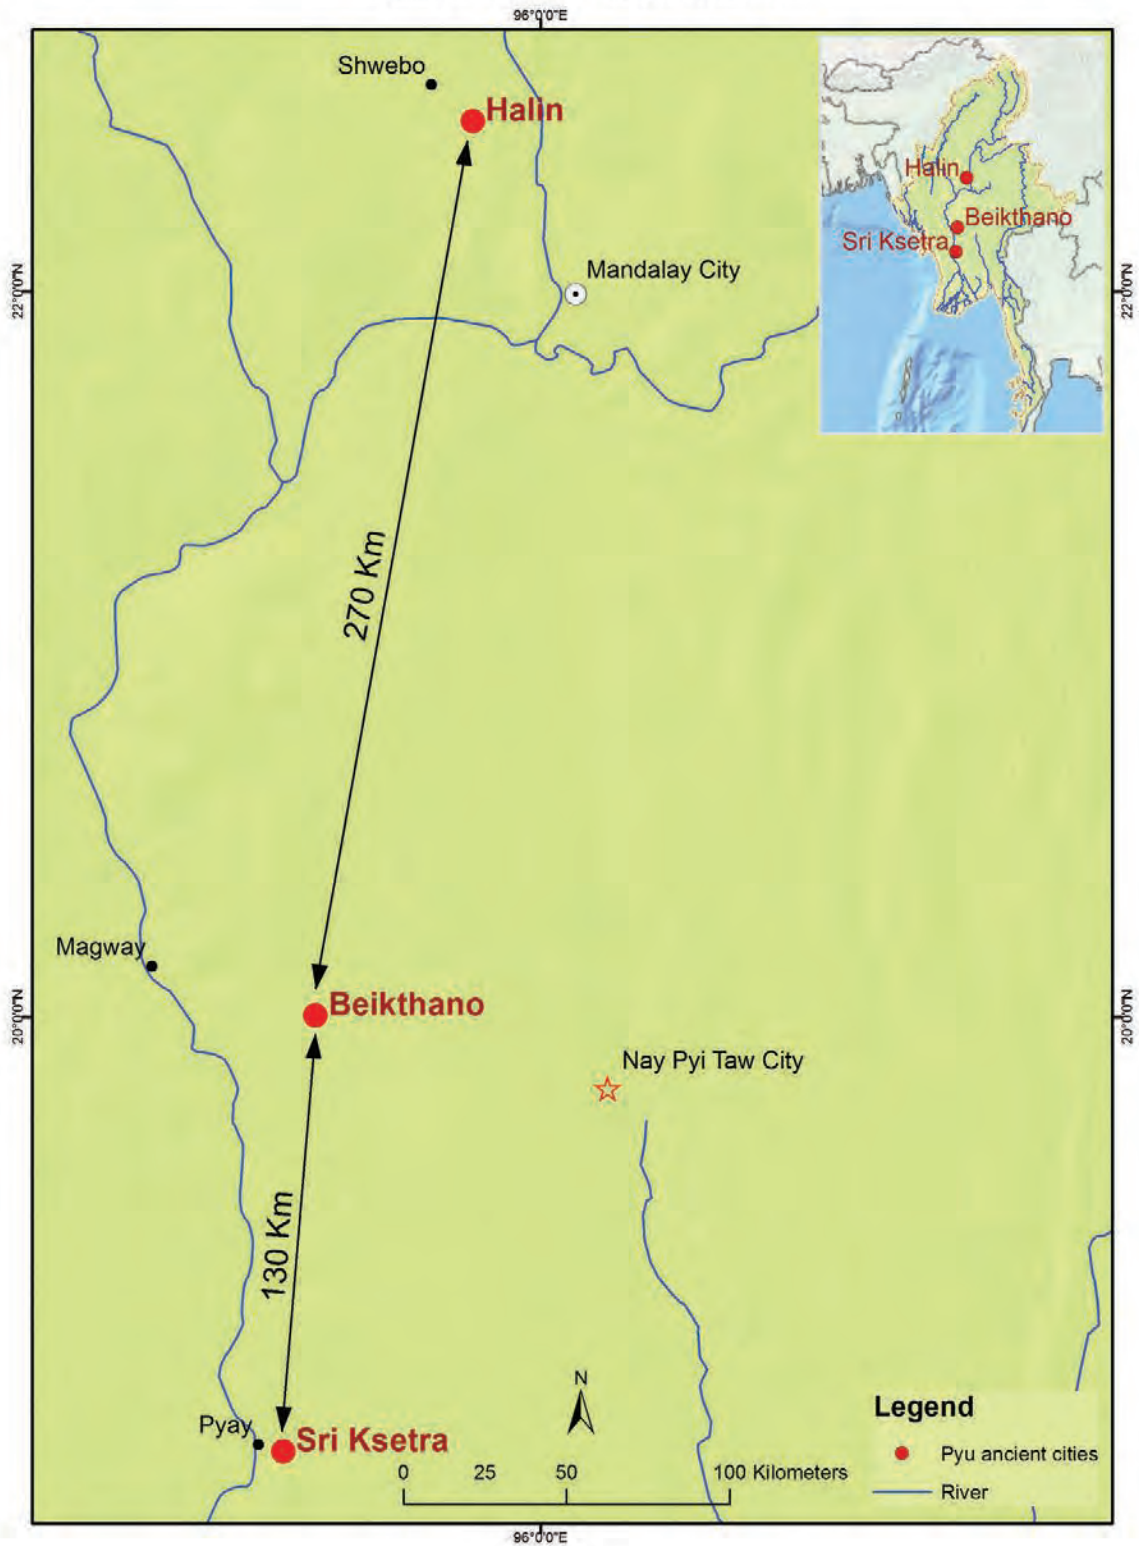 96°0'0"E
Shwebo
Halin
Halin
Beikthano
Sri Ksetra
Mandalay City
22°0'0"N
22°0'0"N
270 Km
Magway
Beikthano
20°0'0"N
20°0'0"N
Nay Pyi Taw City
130 Km
N
Legend
Pyay
Sri Ksetra
Pyu ancient cities
0 25 50 100 Kilometers
River
96°0'0"E